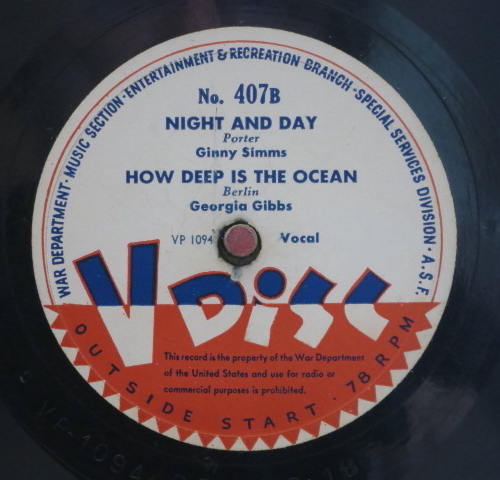 WAR DEPARTMENT · MUSIC SECTION · ENTERTAINMENT & RECREATION BRANCH · SPECIAL SERVICES DIVISION · A.S.F.
No. 407B
NIGHT AND DAY
Porter
Ginny Simms
HOW DEEP IS THE OCEAN
Berlin
Georgia Gibbs
VP 1094 Vocal
V DiSC
This record is the property of the War Department
of the United States and use for radio or
commercial purposes is prohibited.
OUTSIDE START · 78 RPM